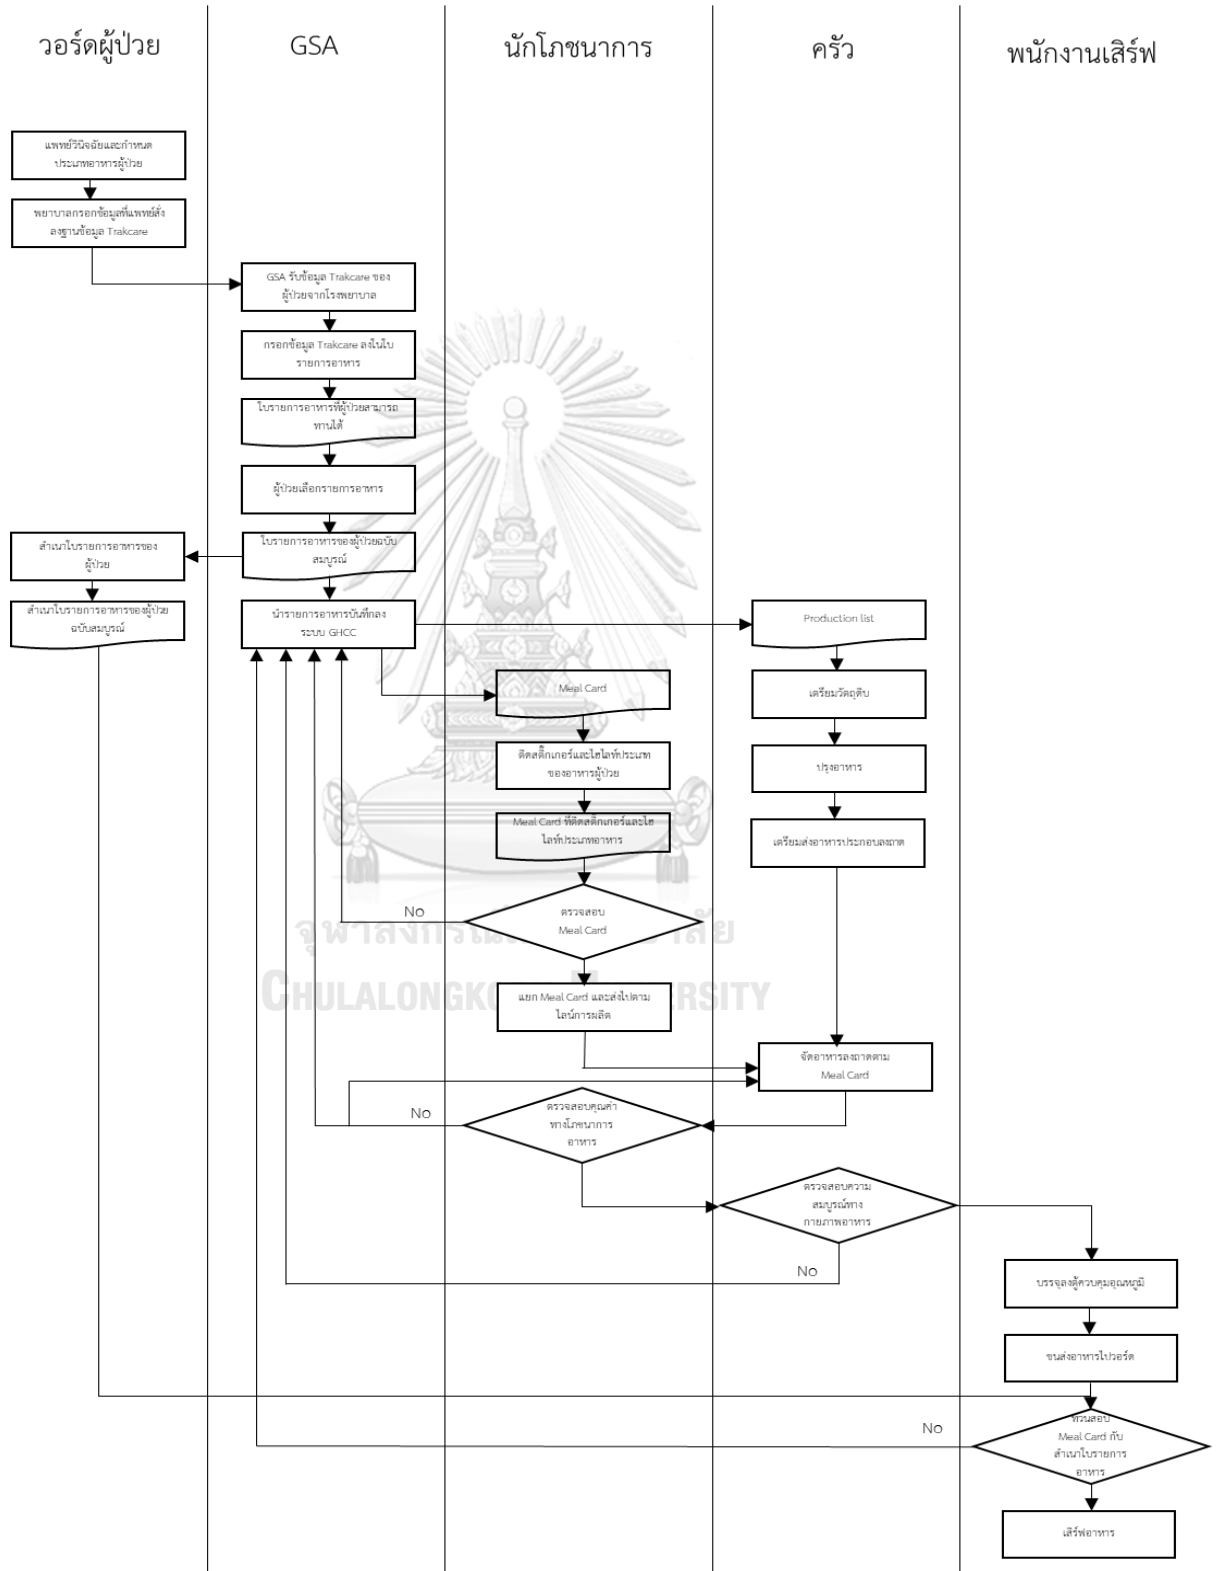 วอร์ดผู้ป่วย
GSA
นักโภชนาการ
ครัว
พนักงานเสิร์ฟ
แพทย์วินิจฉัยและกำหนด
ประเภทอาหารผู้ป่วย
พยาบาลกรอกข้อมูลที่แพทย์สั่ง
ลงฐานข้อมูล Trakcare
GSA รับข้อมูล Trakcare ของ
ผู้ป่วยจากโรงพยาบาล
กรอกข้อมูล Trakcare ลงในใบ
รายการอาหาร
ใบรายการอาหารที่ผู้ป่วยสามารถ
ทานได้
ผู้ป่วยเลือกรายการอาหาร
ใบรายการอาหารของผู้ป่วยฉบับ
สมบูรณ์
สำเนาใบรายการอาหารของ
ผู้ป่วย
สำเนาใบรายการอาหารของผู้ป่วย
ฉบับสมบูรณ์
นำรายการอาหารบันทึกลง
ระบบ GHCC
Production list
Meal Card
เตรียมวัตถุดิบ
ติดสติ๊กเกอร์และไฮไลท์ประเภท
ของอาหารผู้ป่วย
ปรุงอาหาร
Meal Card ที่ติดสติ๊กเกอร์และไฮ
ไลท์ประเภทอาหาร
เตรียมส่งอาหารประกอบลงถาด
No
ตรวจสอบ
Meal Card
จุฬาลงกรณ์
ลัย
CHULALONGKO
ERSITY
แยก Meal Card และส่งไปตาม
ไลน์การผลิต
จัดอาหารลงถาดตาม
Meal Card
No
ตรวจสอบคุณค่า
ทางโภชนาการ
อาหาร
ตรวจสอบความ
สมบูรณ์ทาง
กายภาพอาหาร
No
บรรจุลงตู้ควบคุมอุณหภูมิ
ขนส่งอาหารไปวอร์ด
No
ทวนสอบ
Meal Card กับ
สำเนาใบรายการ
อาหาร
เสิร์ฟอาหาร